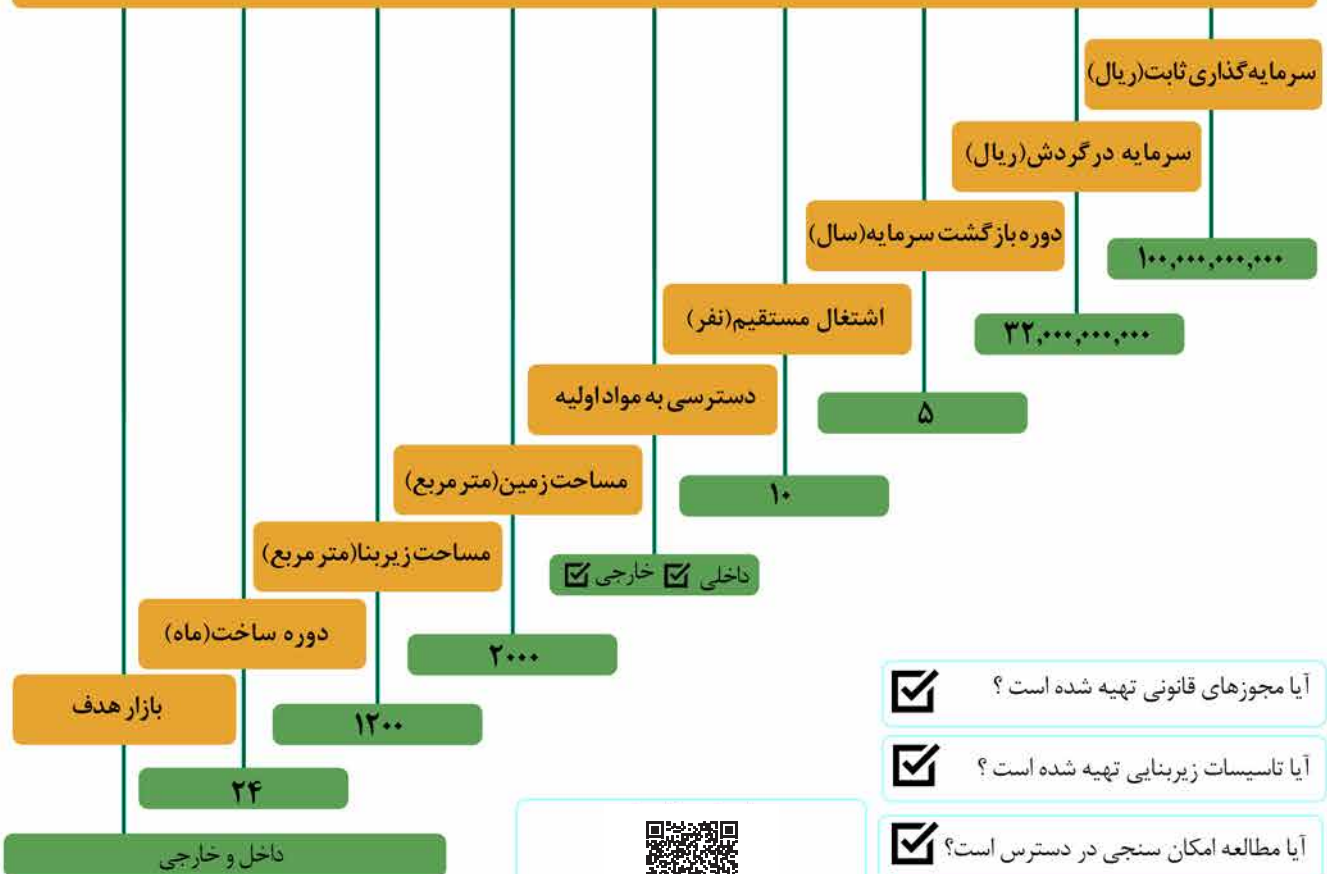 سرمایه‌گذاری ثابت(ریال)
۱۰۰,۰۰۰,۰۰۰,۰۰۰
سرمایه در گردش(ریال)
۳۲,۰۰۰,۰۰۰,۰۰۰
دوره بازگشت سرمایه(سال)
۵
اشتغال مستقیم(نفر)
۱۰
دسترسی به مواد اولیه
داخلی ☑ خارجی ☑
مساحت زمین(متر مربع)
۲۰۰۰
مساحت زیربنا(متر مربع)
۱۲۰۰
دوره ساخت(ماه)
۲۴
بازار هدف
داخل و خارجی
آیا مجوزهای قانونی تهیه شده است ؟ ☑
آیا تاسیسات زیربنایی تهیه شده است ؟ ☑
آیا مطالعه امکان سنجی در دسترس است؟ ☑